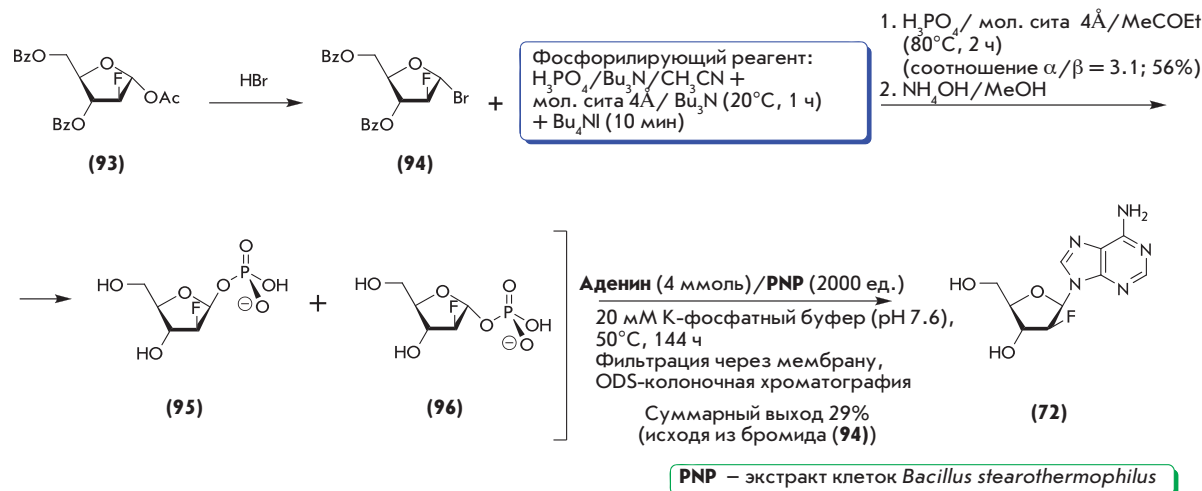 BzO
O
F
OAc
BzO
(93)
HBr
BzO
O
F
Br
BzO
(94)
+
Фосфорилирующий реагент:
H₃PO₄/Bu₃N/CH₃CN +
мол. сита 4Å/ Bu₃N (20°C, 1 ч)
+ Bu₄NI (10 мин)
1. H₃PO₄/ мол. сита 4Å/MeCOEt
(80°C, 2 ч)
(соотношение α/β = 3.1; 56%)
2. NH₄OH/MeOH
HO
O
F
O
O
P
OH
O
⊖
HO
(95)
+
HO
O
F
O
O
P
OH
O
⊖
HO
(96)
Аденин (4 ммоль)/PNP (2000 ед.)
20 мМ K-фосфатный буфер (pH 7.6),
50°C, 144 ч
Фильтрация через мембрану,
ODS-колоночная хроматография
Суммарный выход 29%
(исходя из бромида (94))
NH₂
N
N
N
N
HO
O
F
HO
(72)
PNP – экстракт клеток Bacillus stearothermophilus